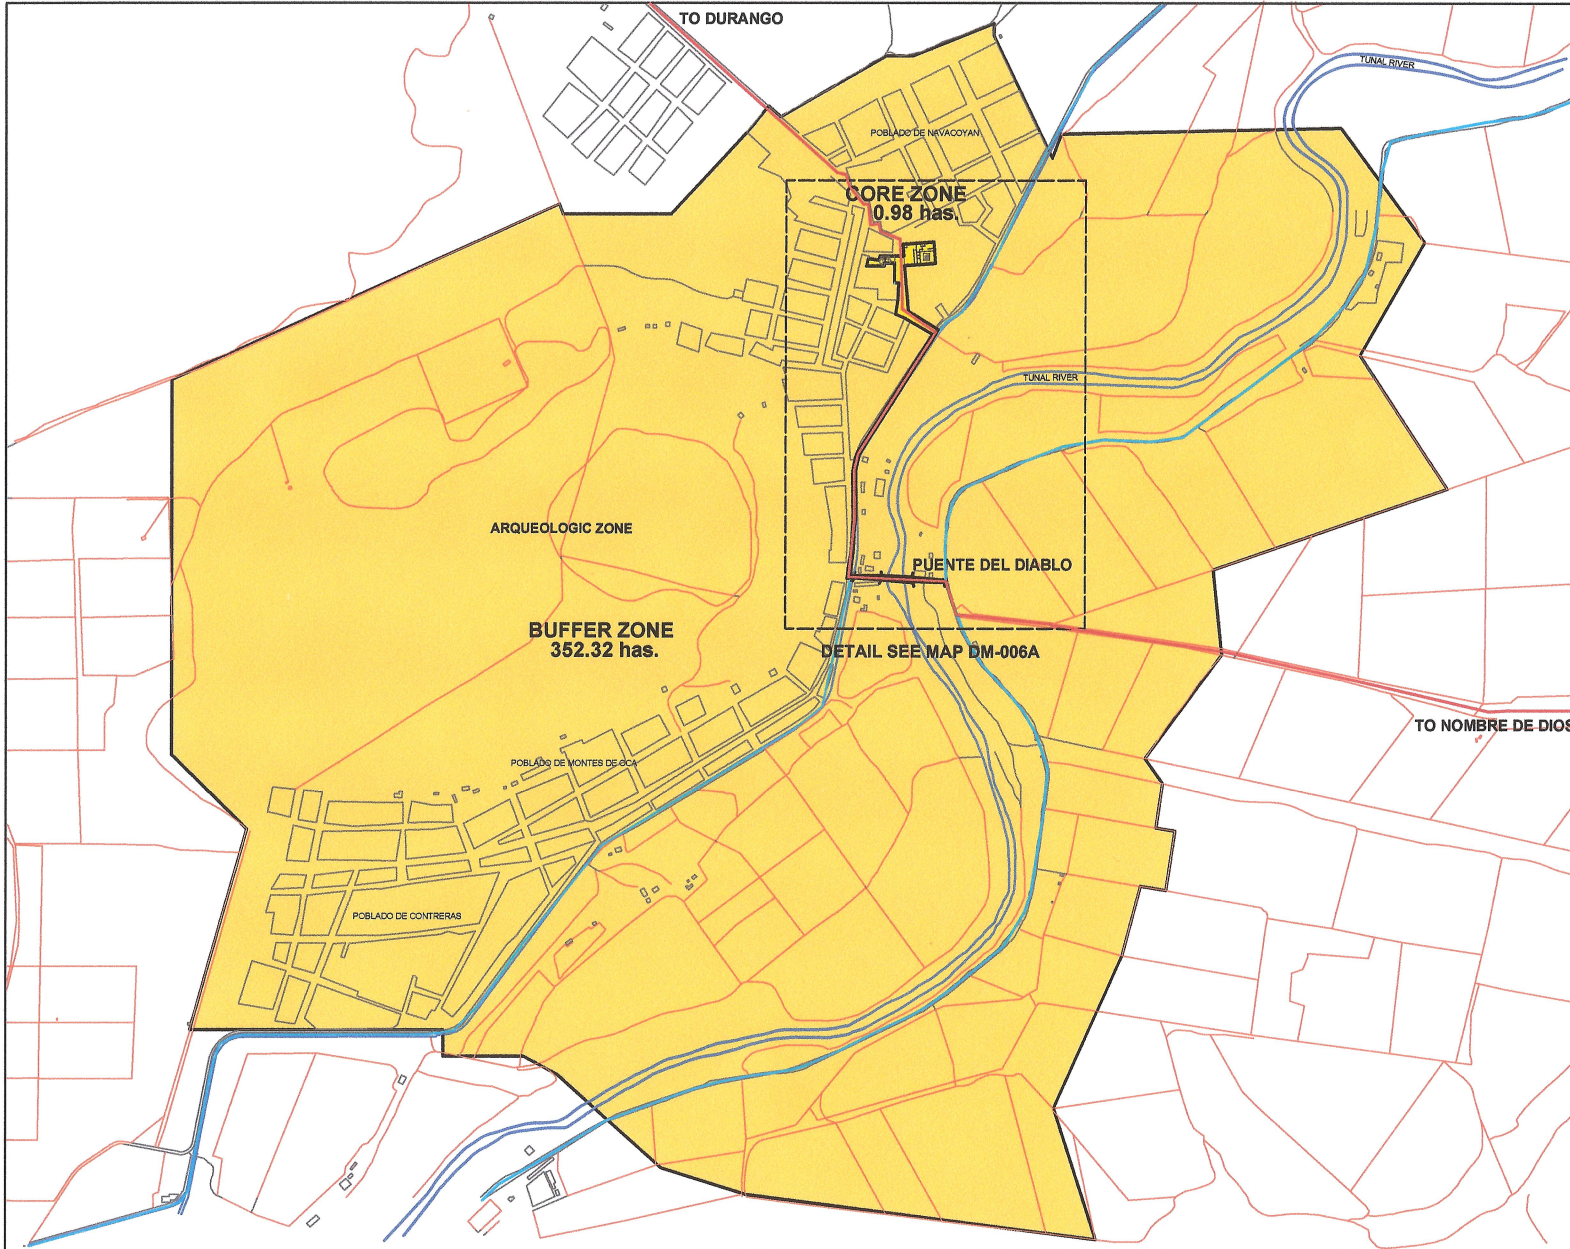 TO DURANGO
TUNAL RIVER
POBLADO DE NAVACOYAN
CORE ZONE
0.98 has.
TUNAL RIVER
ARQUEOLOGIC ZONE
PUENTE DEL DIABLO
BUFFER ZONE
352.32 has.
DETAIL SEE MAP DM-006A
TO NOMBRE DE DIOS
POBLADO DE MONTES DE OCA
POBLADO DE CONTRERAS